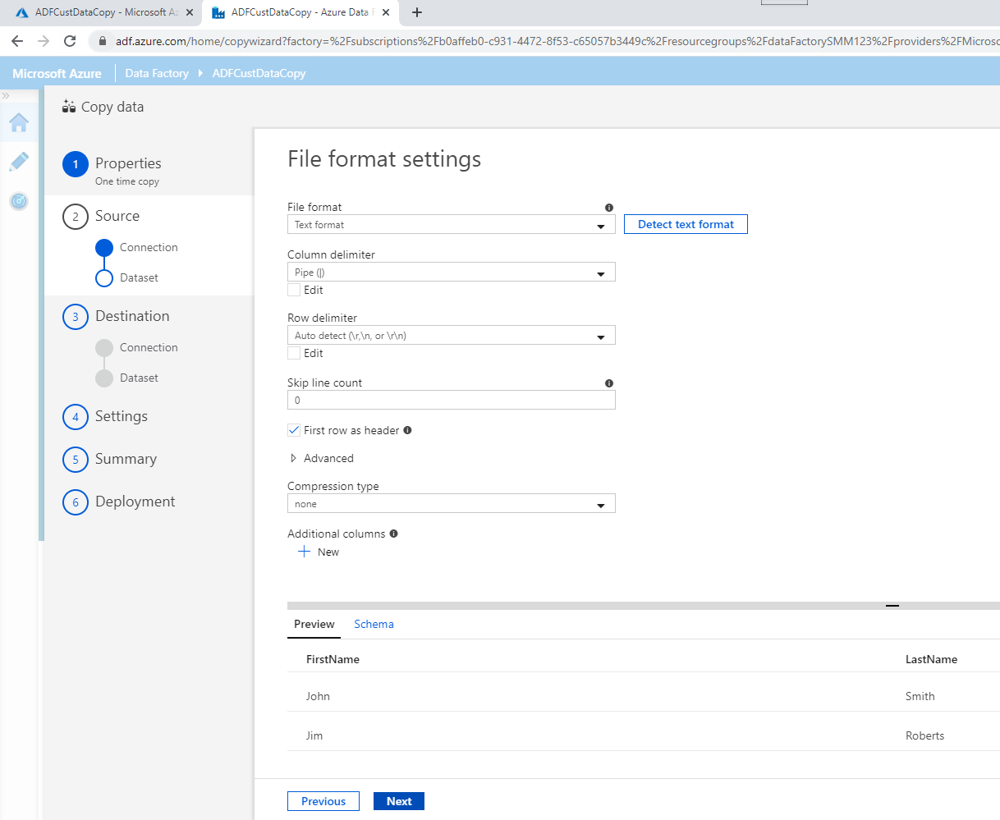 ADFCustDataCopy - Microsoft Az
ADFCustDataCopy - Azure Data F
adf.azure.com/home/copywizard?factory=%2Fsubscriptions%2Fb0affeb0-c931-4472-8f53-c65057b3449c%2Fresourcegroups%2FdataFactorySMM123%2Fproviders%2FMicroso
Microsoft Azure
Data Factory
ADFCustDataCopy
Copy data
1
Properties
One time copy
2
Source
Connection
Dataset
3
Destination
Connection
Dataset
4
Settings
5
Summary
6
Deployment
File format settings
File format
Text format
Detect text format
Column delimiter
Pipe (|)
Edit
Row delimiter
Auto detect (\r,\n, or \r\n)
Edit
Skip line count
0
First row as header
Advanced
Compression type
none
Additional columns
New
Preview
Schema
FirstName LastName
John Smith
Jim Roberts
Previous
Next